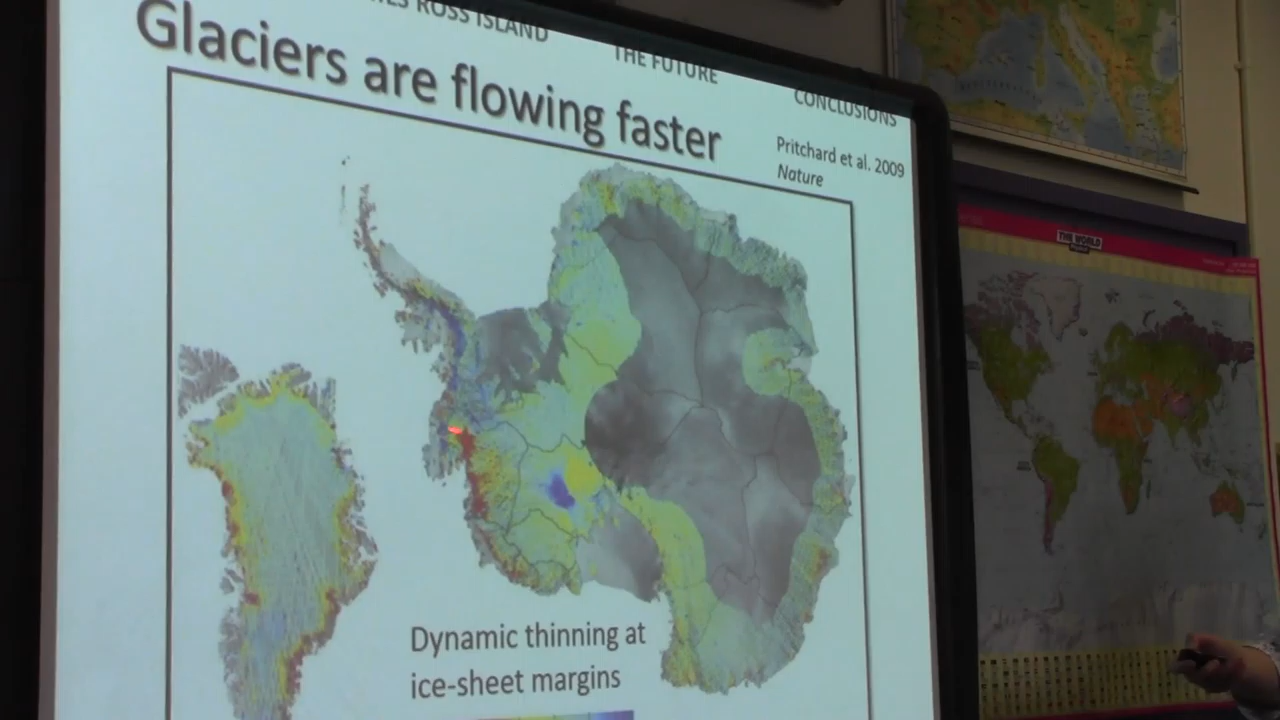 ROSS ISLAND
THE FUTURE
CONCLUSIONS
Glaciers are flowing faster
Pritchard et al. 2009
Nature
Dynamic thinning at
ice-sheet margins
THE WORLD